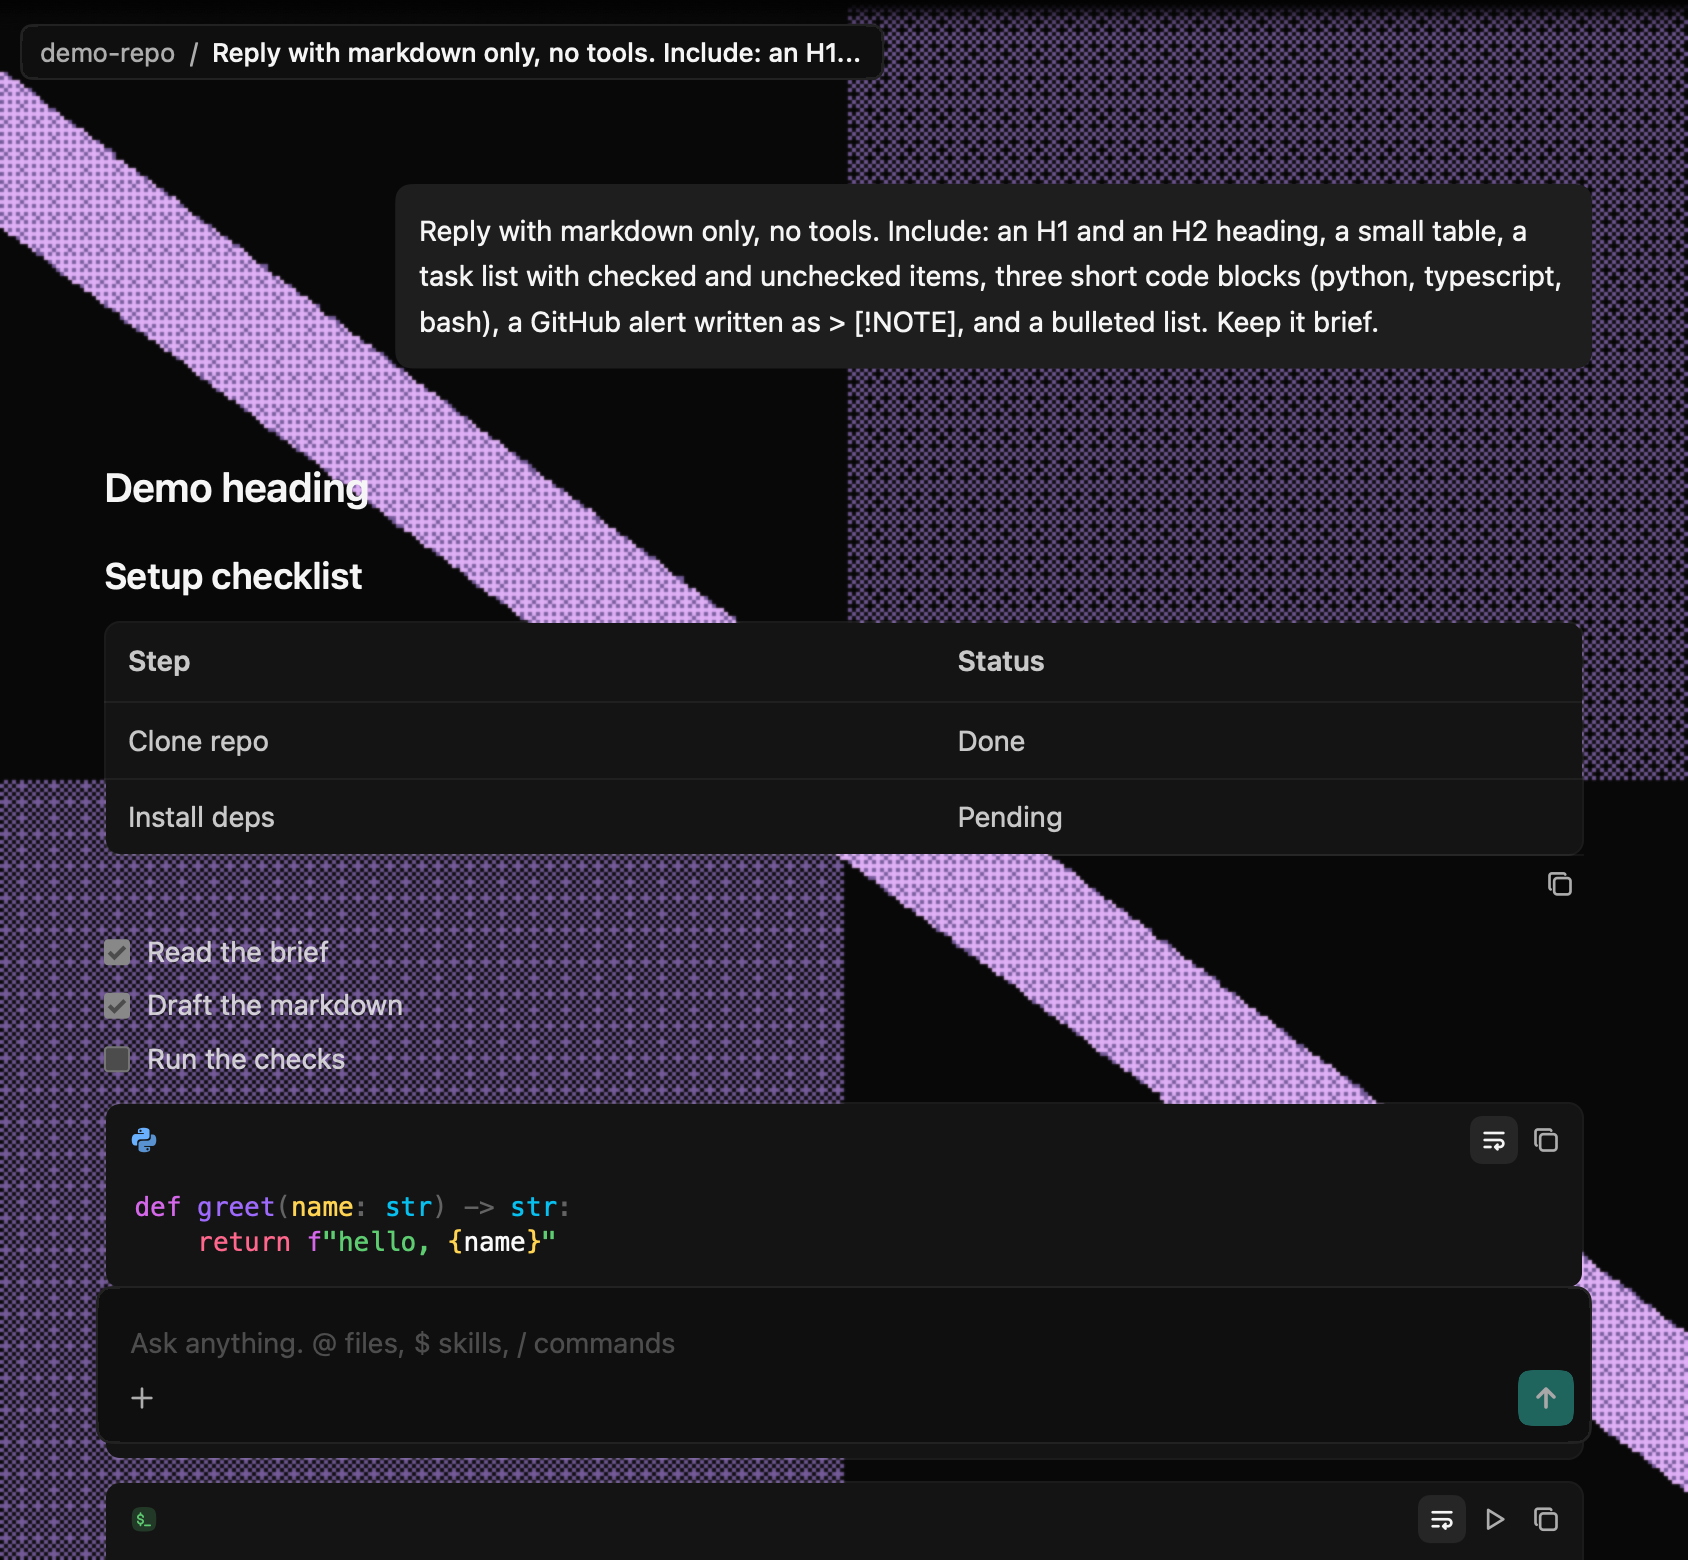 demo-repo / Reply with markdown only, no tools. Include: an H1...
Reply with markdown only, no tools. Include: an H1 and an H2 heading, a small table, a
task list with checked and unchecked items, three short code blocks (python, typescript,
bash), a GitHub alert written as > [!NOTE], and a bulleted list. Keep it brief.
Demo heading
Setup checklist
Step Status
Clone repo Done
Install deps Pending
Read the brief
Draft the markdown
Run the checks
def greet(name: str) -> str:
    return f"hello, {name}"
Ask anything. @ files, $ skills, / commands
$_